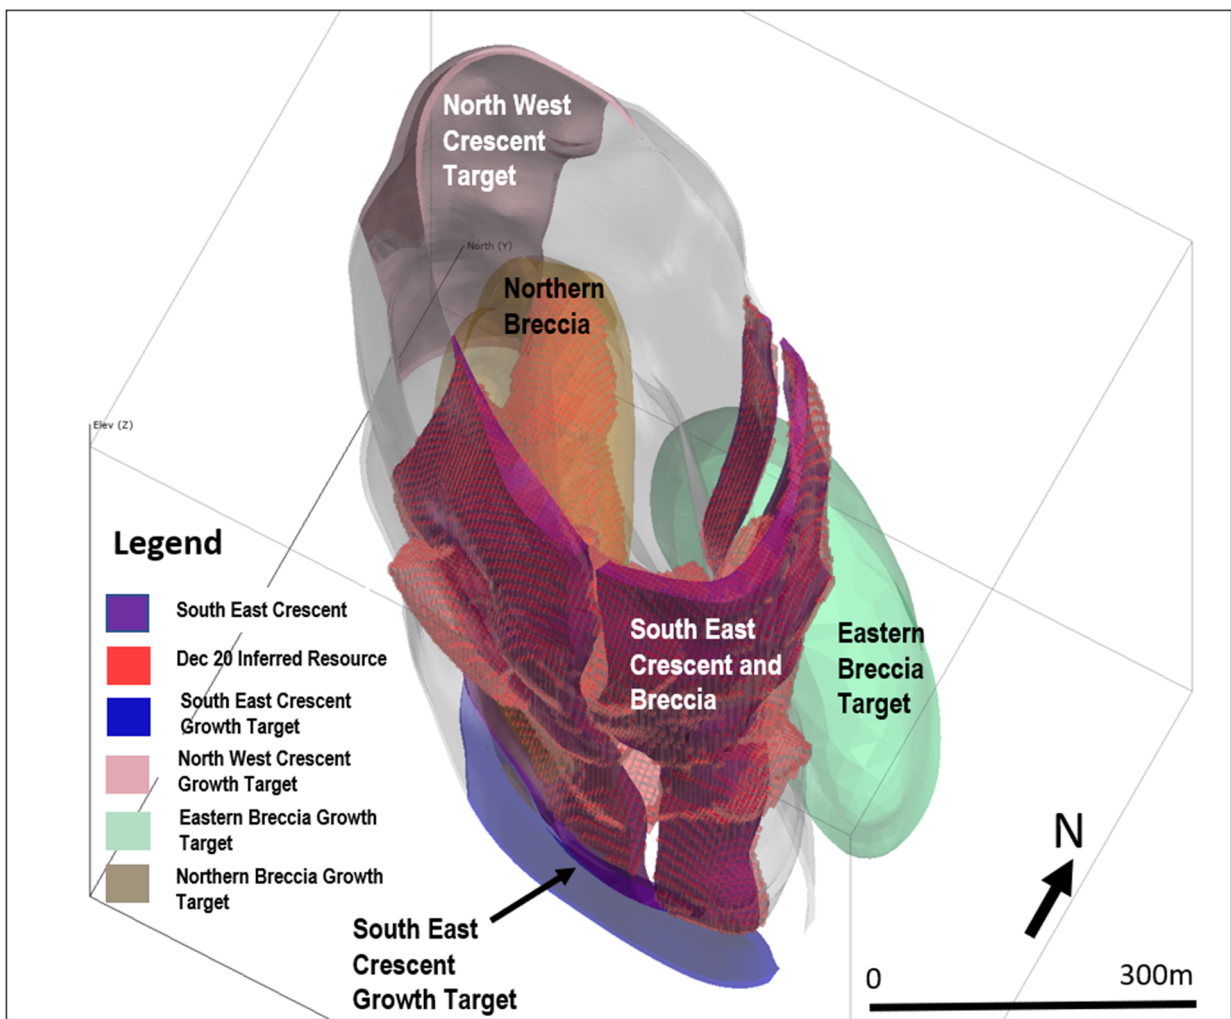 North West
Crescent
Target
North (Y)
Northern
Breccia
Elev (Z)
Legend
South East Crescent
Dec 20 Inferred Resource
South East Crescent
Growth Target
North West Crescent
Growth Target
Eastern Breccia Growth
Target
Northern Breccia Growth
Target
South East
Crescent and
Breccia
Eastern
Breccia
Target
South East
Crescent
Growth Target
N
0
300m